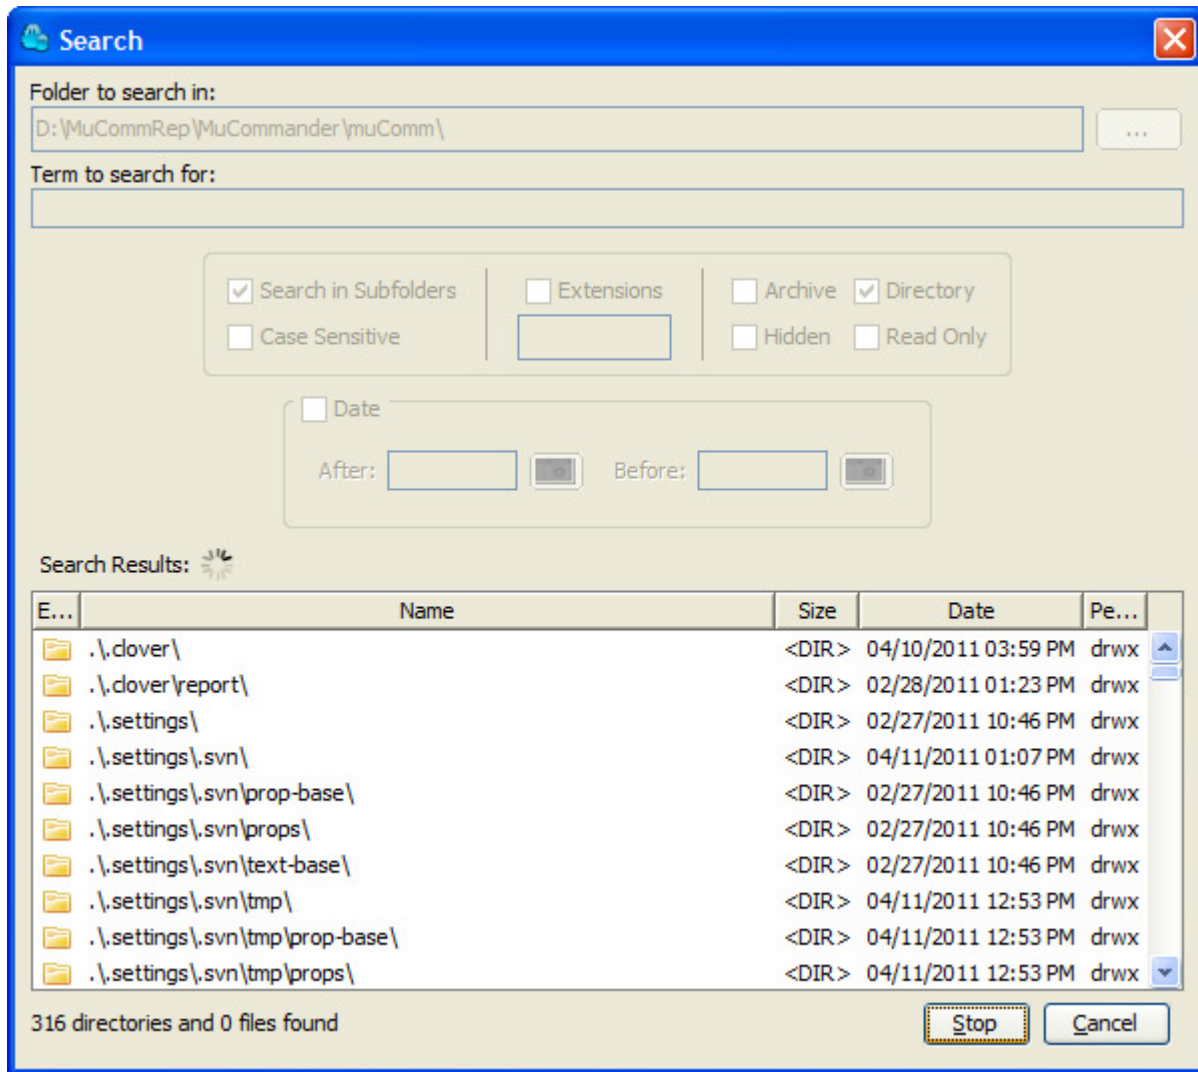 Search
Folder to search in:
D:\MuCommRep\MuCommander\muComm\ ...
Term to search for:
Search in Subfolders Extensions Archive Directory
Case Sensitive Hidden Read Only
Date
After: Before:
Search Results:
E... Name Size Date Pe...
.\.clover\ <DIR> 04/10/2011 03:59 PM drwx
.\.clover\report\ <DIR> 02/28/2011 01:23 PM drwx
.\.settings\ <DIR> 02/27/2011 10:46 PM drwx
.\.settings\.svn\ <DIR> 04/11/2011 01:07 PM drwx
.\.settings\.svn\prop-base\ <DIR> 02/27/2011 10:46 PM drwx
.\.settings\.svn\props\ <DIR> 02/27/2011 10:46 PM drwx
.\.settings\.svn\text-base\ <DIR> 02/27/2011 10:46 PM drwx
.\.settings\.svn\tmp\ <DIR> 04/11/2011 12:53 PM drwx
.\.settings\.svn\tmp\prop-base\ <DIR> 04/11/2011 12:53 PM drwx
.\.settings\.svn\tmp\props\ <DIR> 04/11/2011 12:53 PM drwx
316 directories and 0 files found Stop Cancel